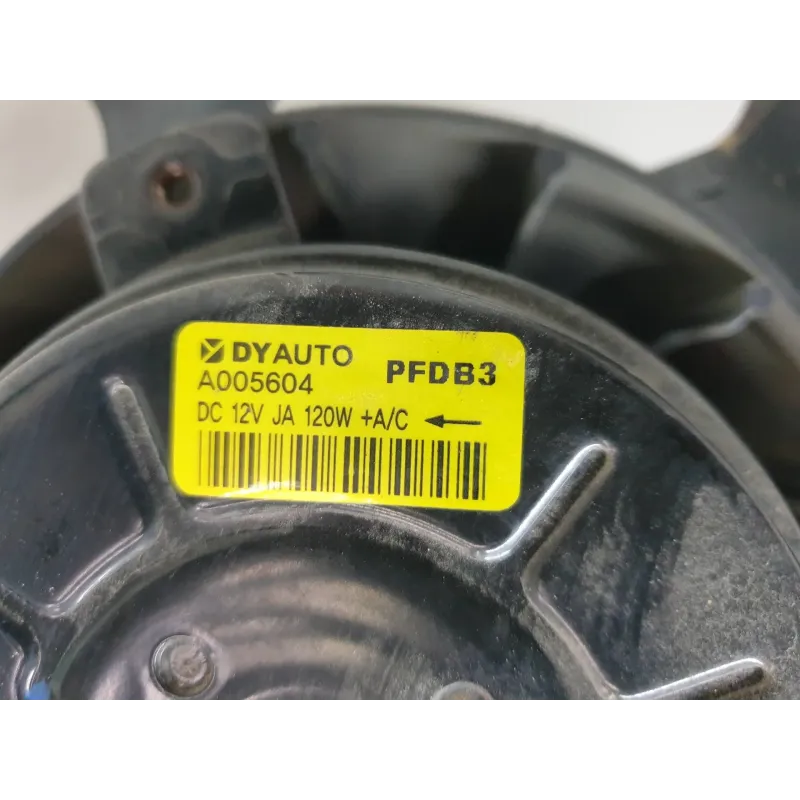 DYAUTO PFDB3
A005604
DC 12V JA 120W +A/C ←